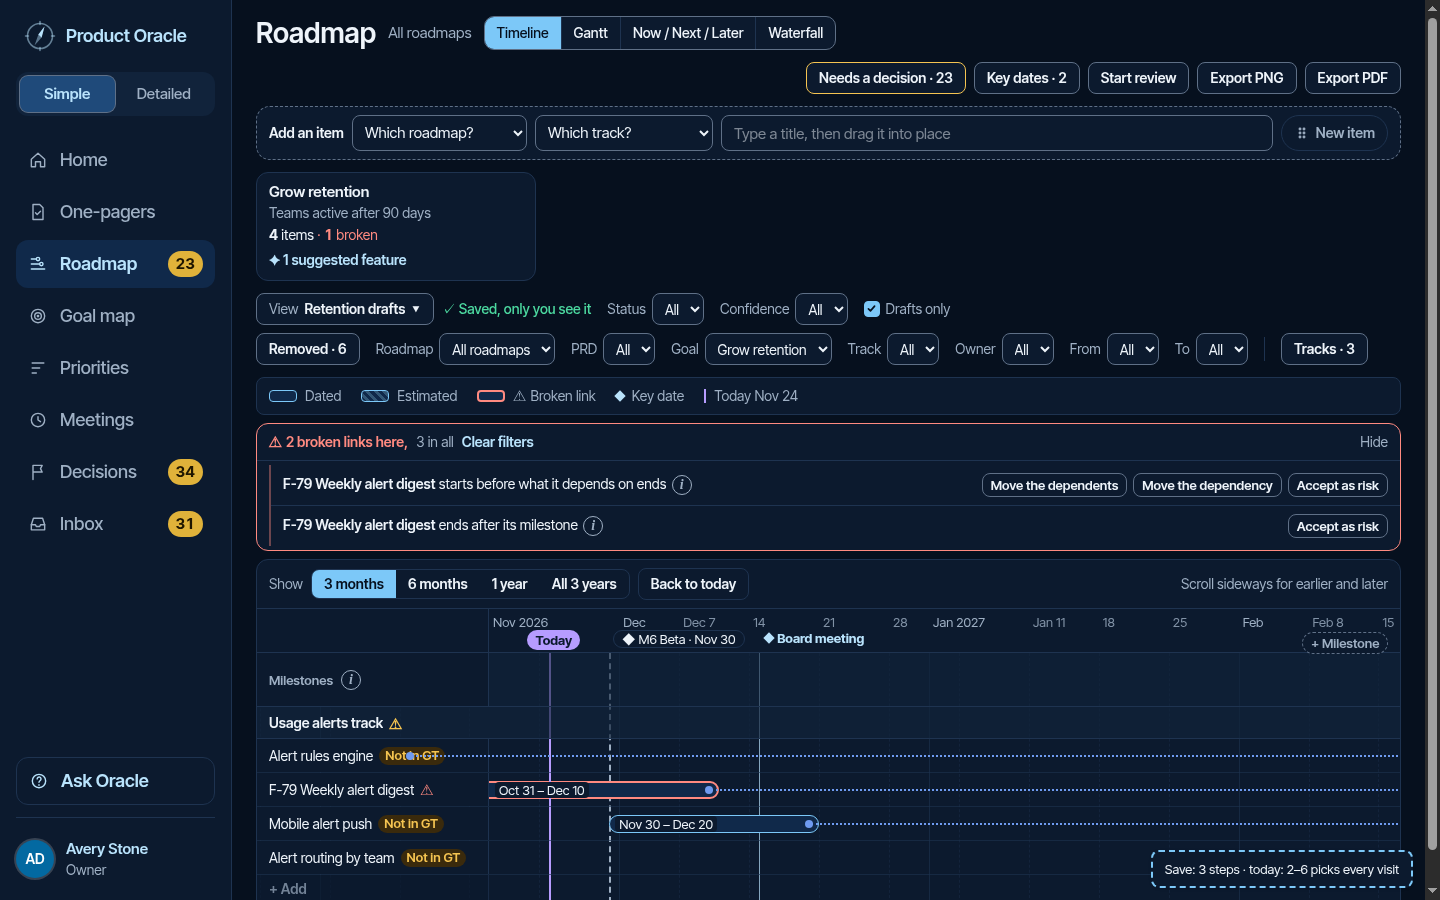 Product Oracle
Simple
Detailed
Home
One-pagers
Roadmap
23
Goal map
Priorities
Meetings
Decisions
34
Inbox
31
Ask Oracle
AD
Avery Stone
Owner
Roadmap All roadmaps Timeline Gantt Now / Next / Later Waterfall
Needs a decision · 23 Key dates · 2 Start review Export PNG Export PDF
Add an item Which roadmap? Which track? Type a title, then drag it into place New item
Grow retention
Teams active after 90 days
4 items · 1 broken
✦ 1 suggested feature
View Retention drafts ▼ ✓ Saved, only you see it Status All Confidence All Drafts only
Removed · 6 Roadmap All roadmaps PRD All Goal Grow retention Track All Owner All From All To All Tracks · 3
Dated Estimated ⚠ Broken link ◆ Key date Today Nov 24
⚠ 2 broken links here, 3 in all Clear filters Hide
F-79 Weekly alert digest starts before what it depends on ends i Move the dependents Move the dependency Accept as risk
F-79 Weekly alert digest ends after its milestone i Accept as risk
Show 3 months 6 months 1 year All 3 years Back to today Scroll sideways for earlier and later
Nov 2026 Dec Dec 7 14 21 28 Jan 2027 Jan 11 18 25 Feb Feb 8 15
Today ◆ M6 Beta · Nov 30 ◆ Board meeting + Milestone
Milestones i
Usage alerts track ⚠
Alert rules engine Not in GT
F-79 Weekly alert digest ⚠ Oct 31 – Dec 10
Mobile alert push Not in GT Nov 30 – Dec 20
Alert routing by team Not in GT
+ Add
Save: 3 steps · today: 2–6 picks every visit